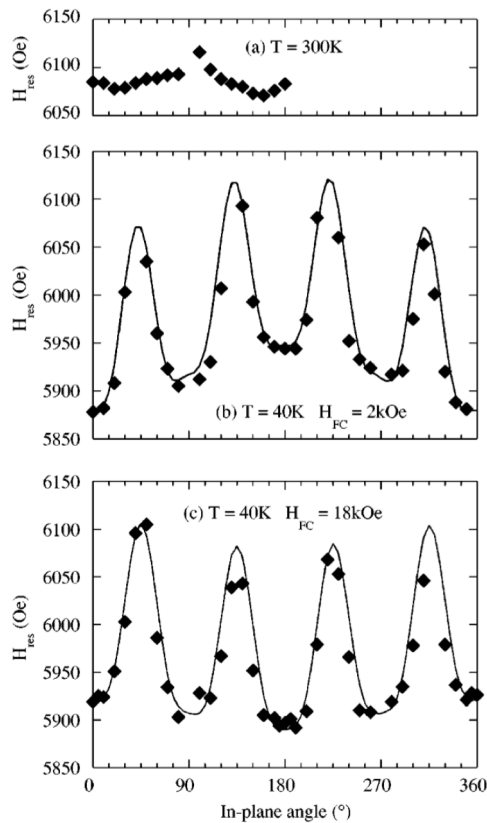 6150
(a) T = 300K
6100
6050
H_res (Oe)
6150
6100
6050
6000
5950
5900
5850
H_res (Oe)
(b) T = 40K H_FC = 2kOe
6150
(c) T = 40K H_FC = 18kOe
6100
6050
6000
5950
5900
5850
H_res (Oe)
0 90 180 270 360
In-plane angle (°)